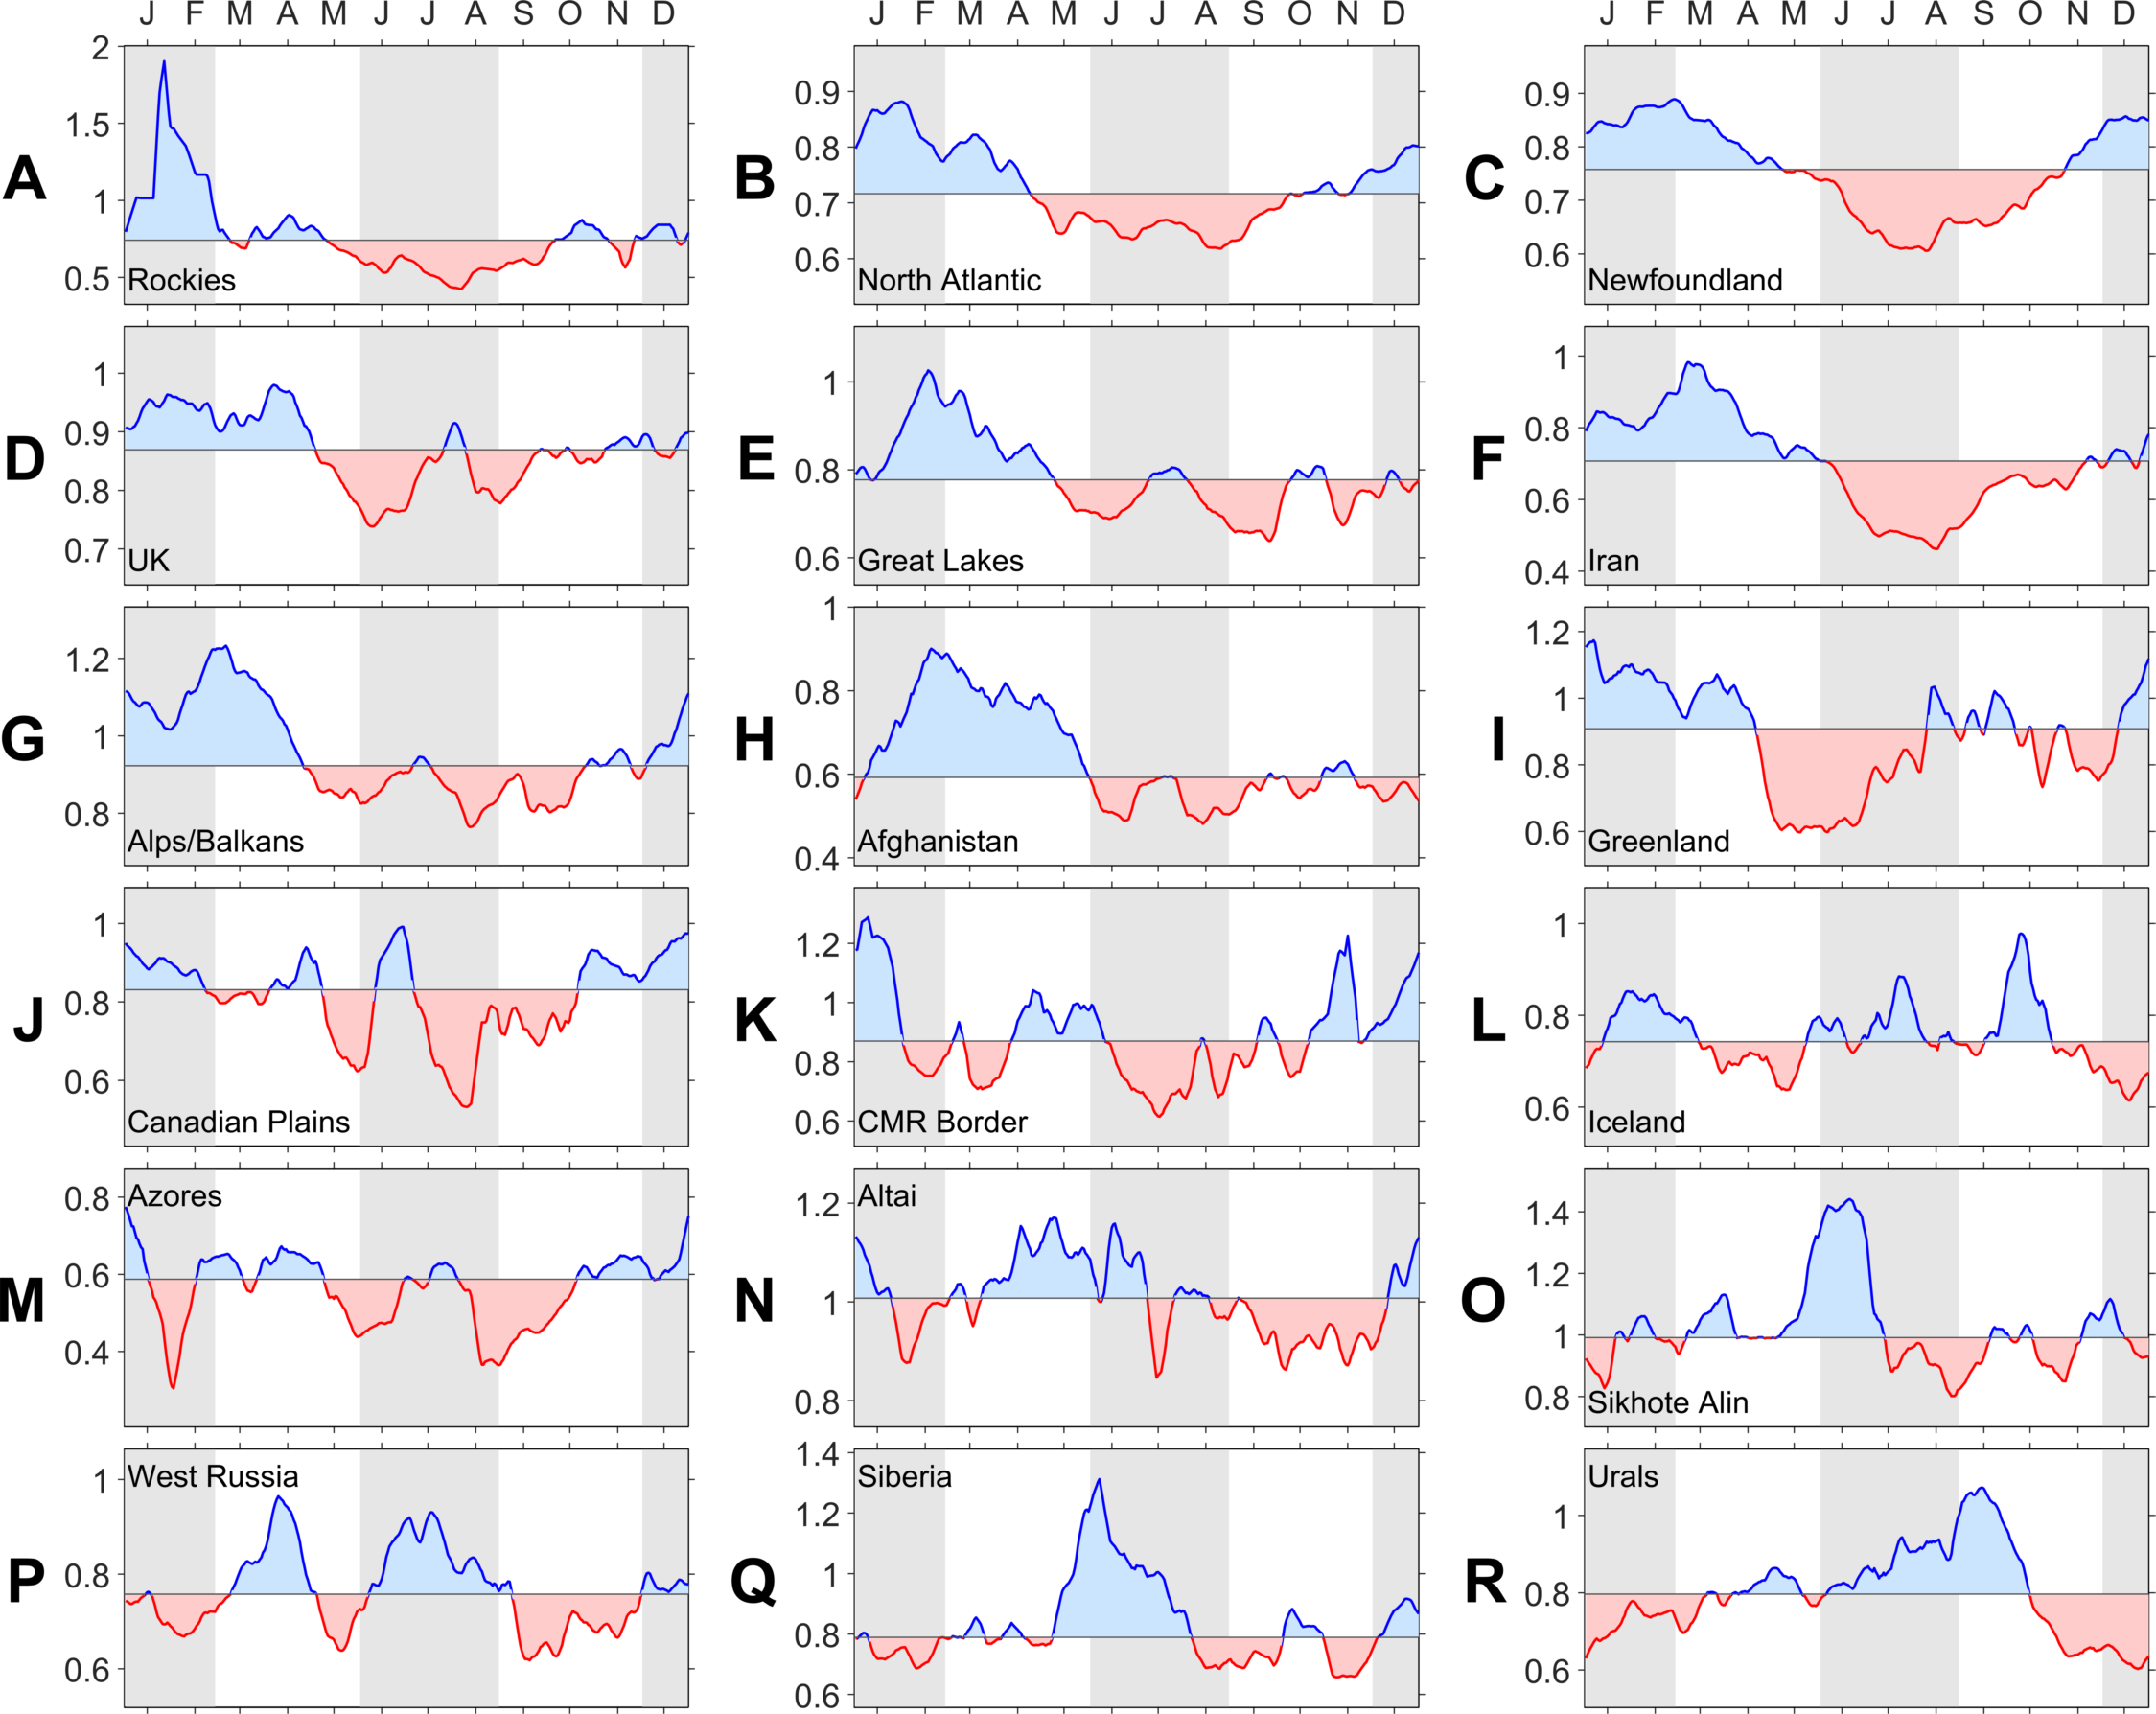 J F M A M J J A S O N D J F M A M J J A S O N D J F M A M J J A S O N D
A 2 1.5 1 0.5 Rockies
B 0.9 0.8 0.7 0.6 North Atlantic
C 0.9 0.8 0.7 0.6 Newfoundland
D 1 0.9 0.8 0.7 UK
E 1 0.8 0.6 Great Lakes
F 1 0.8 0.6 0.4 Iran
G 1.2 1 0.8 Alps/Balkans
H 1 0.8 0.6 0.4 Afghanistan
I 1.2 1 0.8 0.6 Greenland
J 1 0.8 0.6 Canadian Plains
K 1.2 1 0.8 0.6 CMR Border
L 1 0.8 0.6 Iceland
M 0.8 0.6 0.4 Azores
N 1.2 1 0.8 Altai
O 1.4 1.2 1 0.8 Sikhote Alin
P 1 0.8 0.6 West Russia
Q 1.4 1.2 1 0.8 0.6 Siberia
R 1 0.8 0.6 Urals